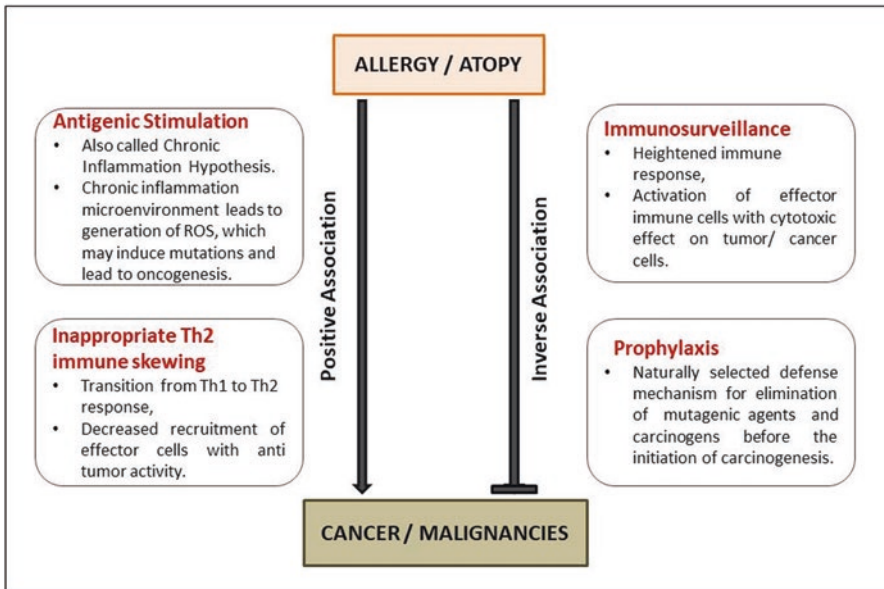 ALLERGY / ATOPY
Antigenic Stimulation
• Also called Chronic
Inflammation Hypothesis.
• Chronic inflammation
microenvironment leads to
generation of ROS, which
may induce mutations and
lead to oncogenesis.
Inappropriate Th2
immune skewing
• Transition from Th1 to Th2
response,
• Decreased recruitment of
effector cells with anti
tumor activity.
Positive Association
Inverse Association
Immunosurveillance
• Heightened immune
response,
• Activation of effector
immune cells with cytotoxic
effect on tumor/ cancer
cells.
Prophylaxis
• Naturally selected defense
mechanism for elimination
of mutagenic agents and
carcinogens before the
initiation of carcinogenesis.
CANCER / MALIGNANCIES